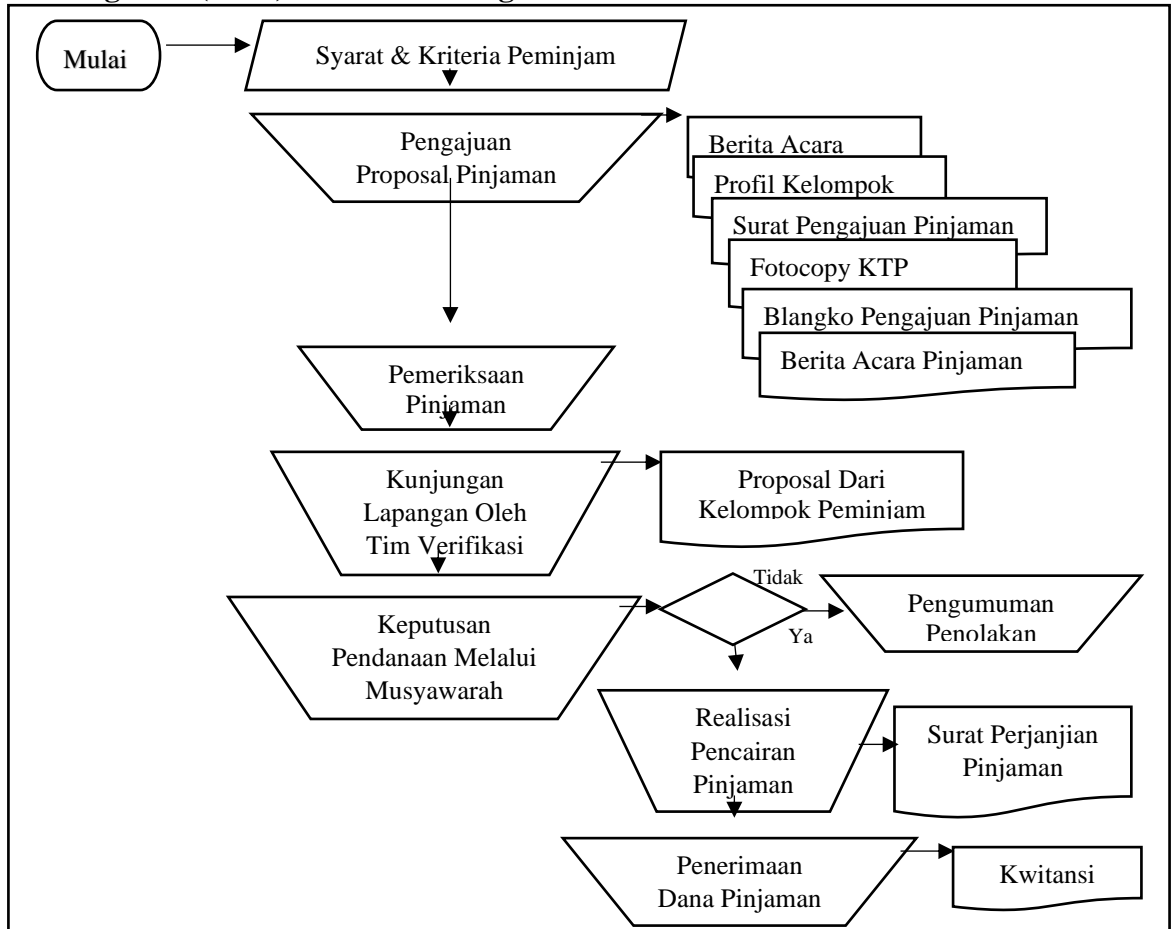 Mulai
Syarat & Kriteria Peminjam
Pengajuan
Proposal Pinjaman
Berita Acara
Profil Kelompok
Surat Pengajuan Pinjaman
Fotocopy KTP
Blangko Pengajuan Pinjaman
Berita Acara Pinjaman
Pemeriksaan
Pinjaman
Kunjungan
Lapangan Oleh
Tim Verifikasi
Proposal Dari
Kelompok Peminjam
Keputusan
Pendanaan Melalui
Musyawarah
Tidak
Ya
Pengumuman
Penolakan
Realisasi
Pencairan
Pinjaman
Surat Perjanjian
Pinjaman
Penerimaan
Dana Pinjaman
Kwitansi